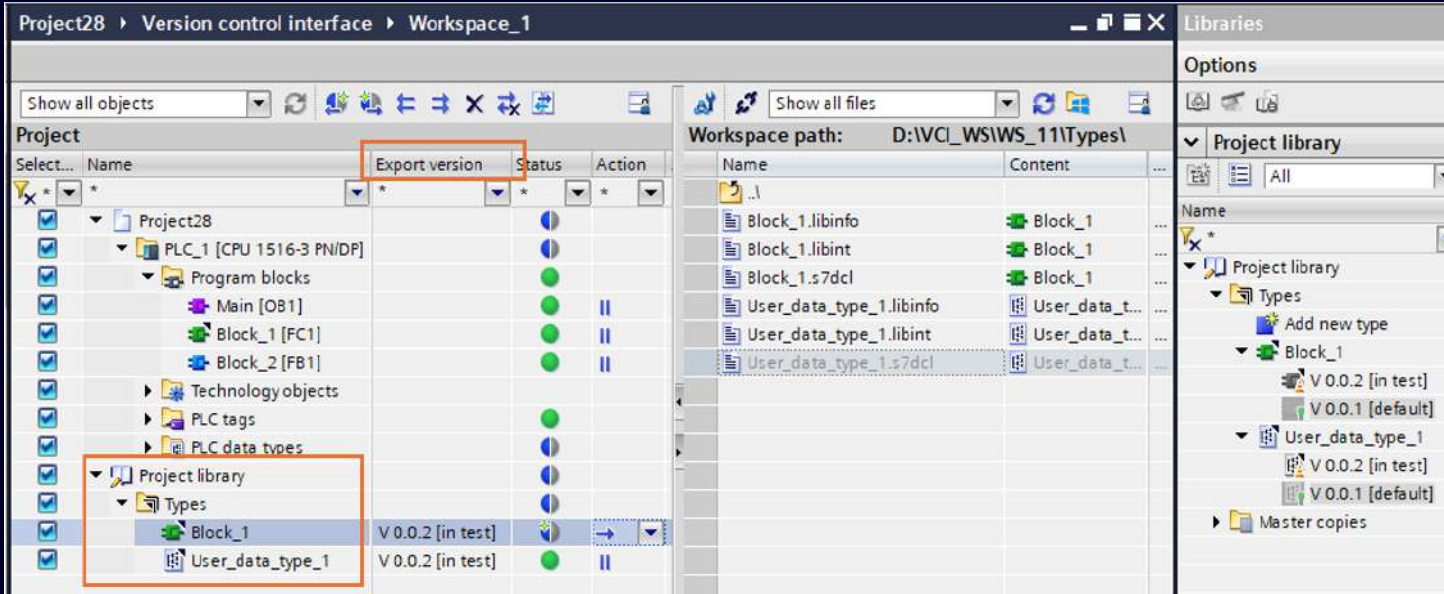 Project28 ▸ Version control interface ▸ Workspace_1
Show all objects
Project
Select... Name Export version Status Action
* * * * *
Project28
PLC_1 [CPU 1516-3 PN/DP]
Program blocks
Main [OB1]
Block_1 [FC1]
Block_2 [FB1]
Technology objects
PLC tags
PLC data types
Project library
Types
Block_1 V 0.0.2 [in test]
User_data_type_1 V 0.0.2 [in test]
Show all files
Workspace path: D:\VCI_WS\WS_11\Types\
Name Content ...
..\
Block_1.libinfo Block_1 ...
Block_1.libint Block_1 ...
Block_1.s7dcl Block_1 ...
User_data_type_1.libinfo User_data_t... ...
User_data_type_1.libint User_data_t... ...
User_data_type_1.s7dcl User_data_t... ...
Libraries
Options
Project library
All
Name
*
Project library
Types
Add new type
Block_1
V 0.0.2 [in test]
V 0.0.1 [default]
User_data_type_1
V 0.0.2 [in test]
V 0.0.1 [default]
Master copies